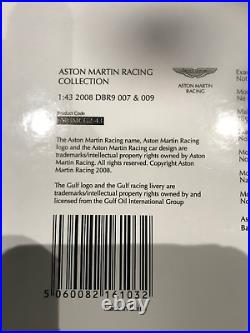 ASTON MARTIN RACING
COLLECTION
ASTON MARTIN
RACING
1:43 2008 DBR9 007 & 009
Product Code
The Aston Martin Racing name, Aston Martin Racing
logo and the Aston Martin Racing car design are
trademarks/intellectual property rights owned by Aston
Martin Racing. All rights reserved. Copyright Aston
Martin Racing 2008.
The Gulf logo and the Gulf racing livery are
trademarks/intellectual property rights owned by
the Gulf Oil International Group
5 060082 161032